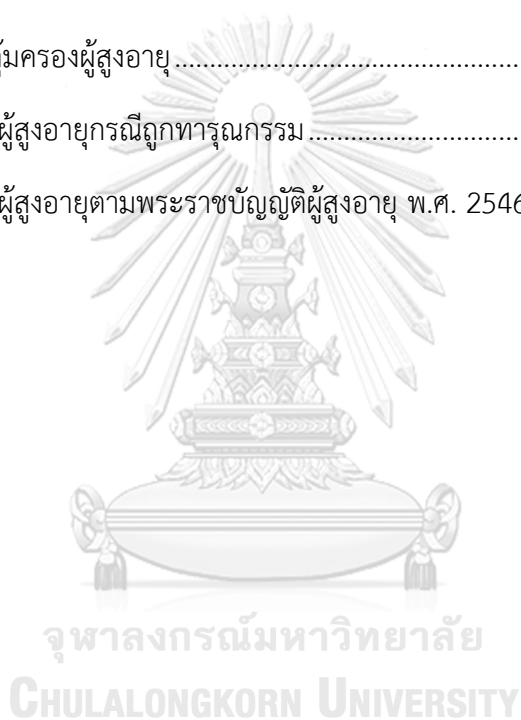 ุ้มครองผู้สูงอายุ................................................
ผู้สูงอายุกรณีถูกทารุณกรรม.............................
ผู้สูงอายุตามพระราชบัญญัติผู้สูงอายุ พ.ศ. 2546
จุฬาลงกรณ์มหาวิทยาลัย
CHULALONGKORN UNIVERSITY